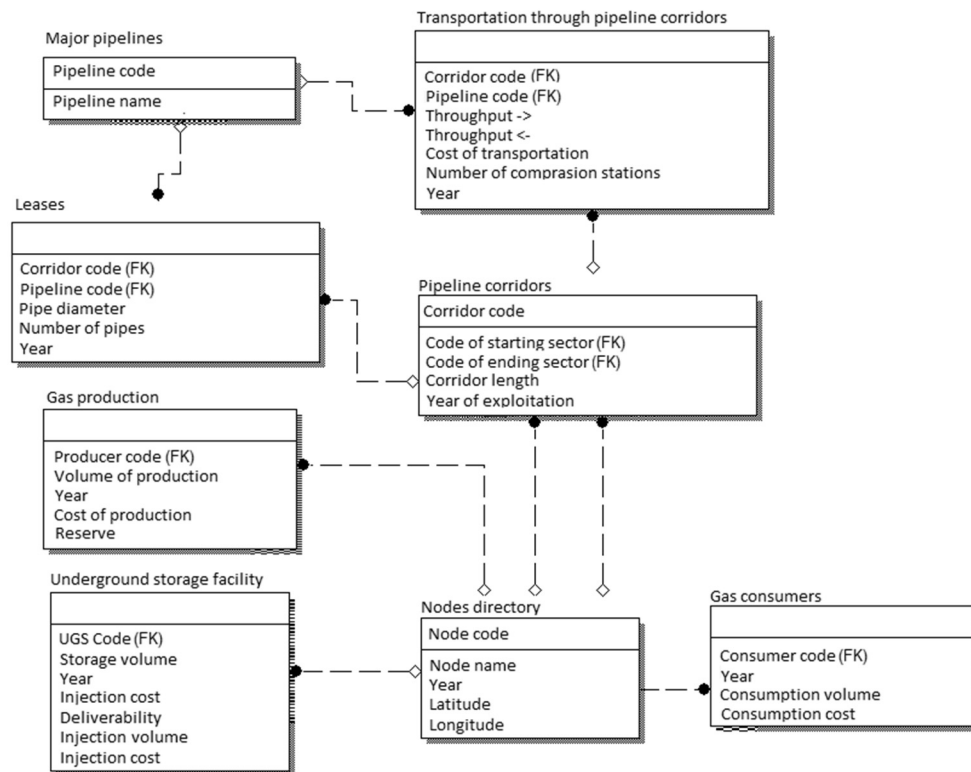 Major pipelines
Pipeline code
Pipeline name
Transportation through pipeline corridors
Corridor code (FK)
Pipeline code (FK)
Throughput ->
Throughput <-
Cost of transportation
Number of comprasion stations
Year
Leases
Corridor code (FK)
Pipeline code (FK)
Pipe diameter
Number of pipes
Year
Pipeline corridors
Corridor code
Code of starting sector (FK)
Code of ending sector (FK)
Corridor length
Year of exploitation
Gas production
Producer code (FK)
Volume of production
Year
Cost of production
Reserve
Underground storage facility
UGS Code (FK)
Storage volume
Year
Injection cost
Deliverability
Injection volume
Injection cost
Nodes directory
Node code
Node name
Year
Latitude
Longitude
Gas consumers
Consumer code (FK)
Year
Consumption volume
Consumption cost